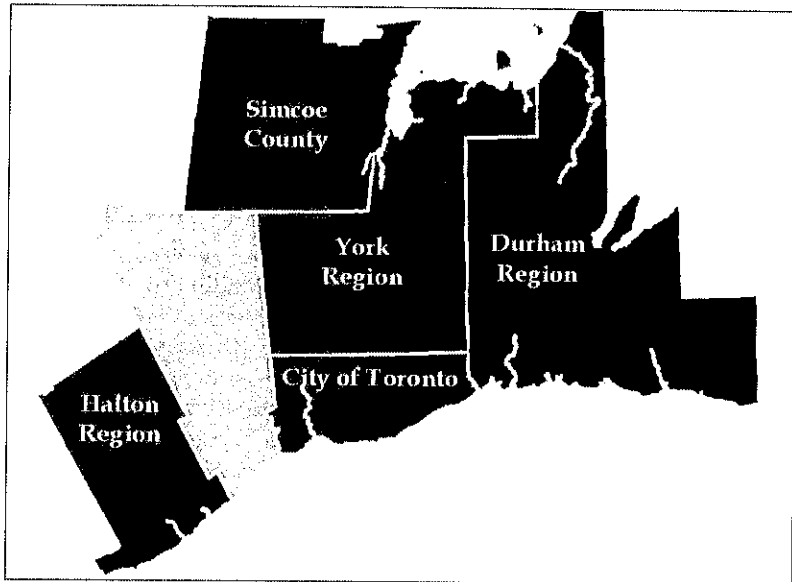 Simcoe
County
York
Region
Durham
Region
City of Toronto
Halton
Region